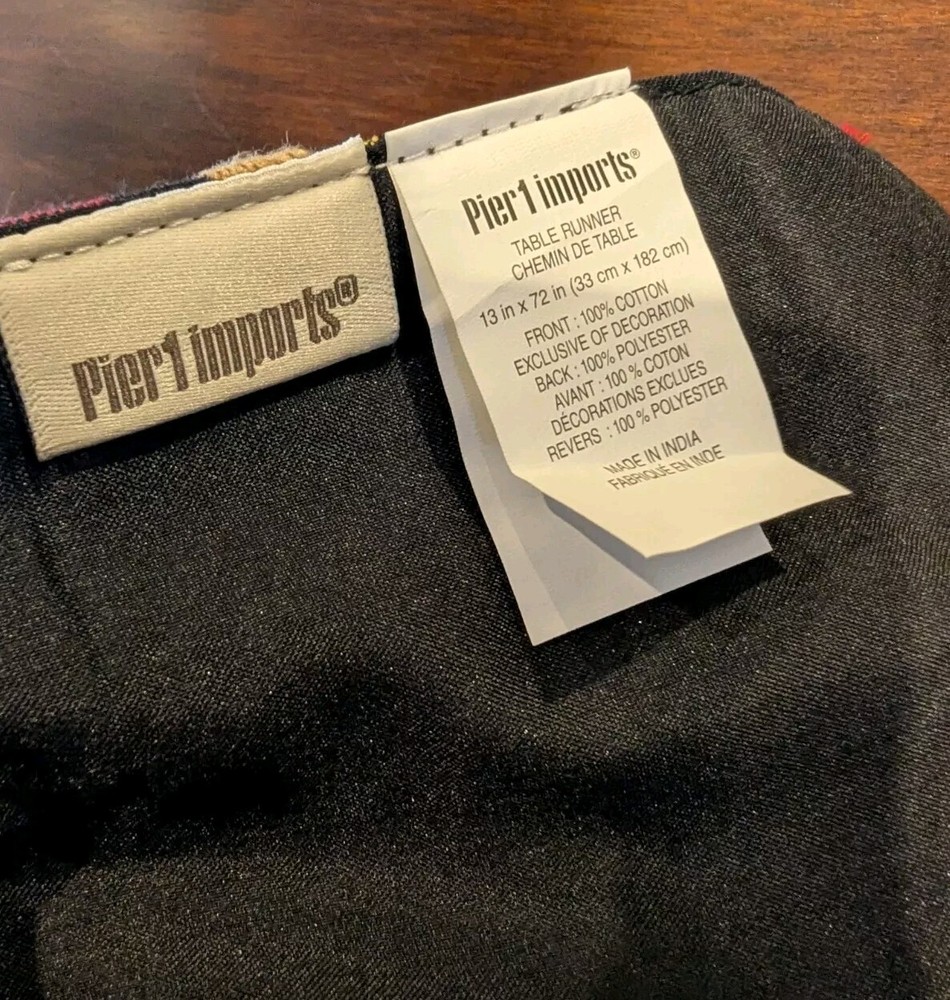 Pier1 imports®
Pier1 imports®
TABLE RUNNER
CHEMIN DE TABLE
13 in x 72 in (33 cm x 182 cm)
FRONT : 100% COTTON
EXCLUSIVE OF DECORATION
BACK : 100% POLYESTER
AVANT : 100 % COTON
DÉCORATIONS EXCLUES
REVERS : 100 % POLYESTER
MADE IN INDIA
FABRIQUÉ EN INDE